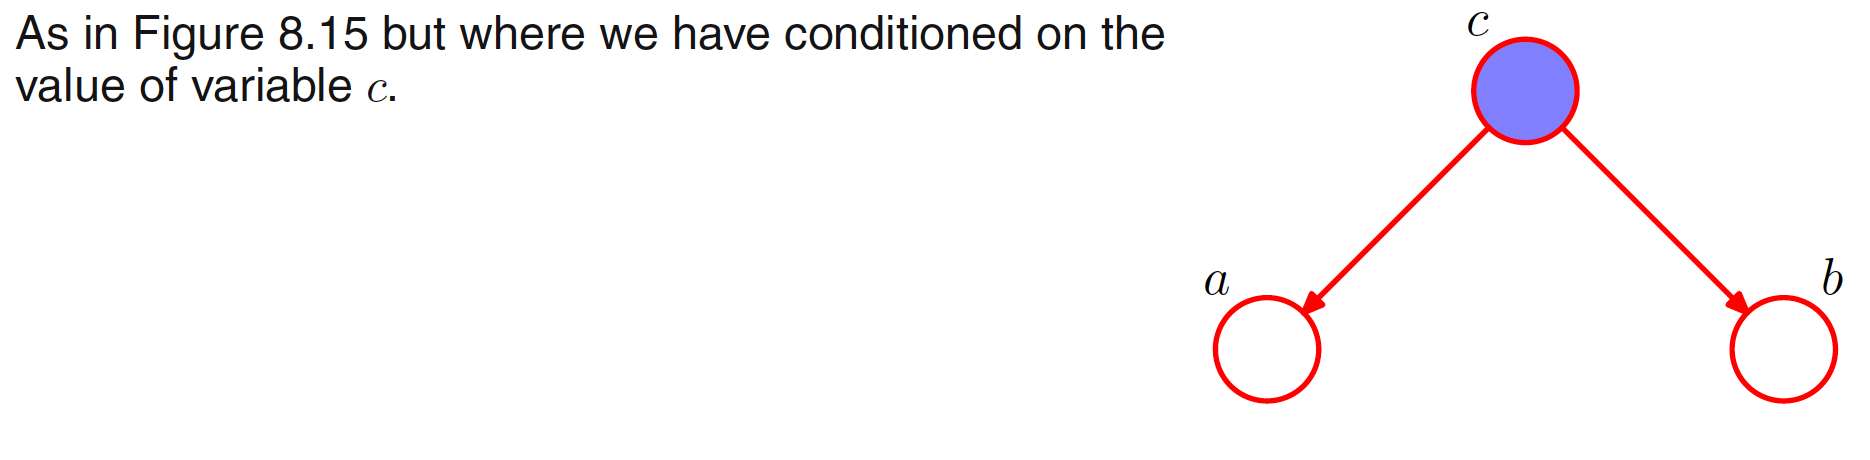 As in Figure 8.15 but where we have conditioned on the
value of variable c.
c
a
b